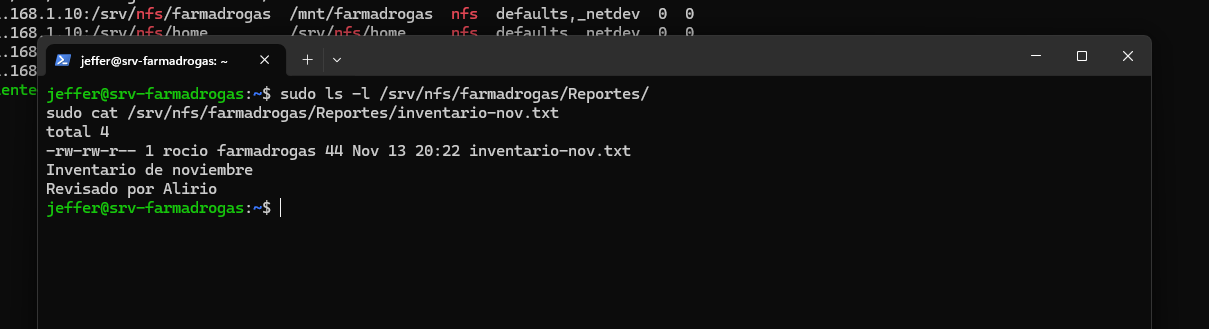 .168.1.10:/srv/nfs/farmadrogas  /mnt/farmadrogas  nfs  defaults,_netdev  0  0
.168.1.10:/srv/nfs/home         /srv/nfs/home     nfs  defaults,_netdev  0  0
.168
.168
ente
jeffer@srv-farmadrogas: ~
jeffer@srv-farmadrogas:~$ sudo ls -l /srv/nfs/farmadrogas/Reportes/
sudo cat /srv/nfs/farmadrogas/Reportes/inventario-nov.txt
total 4
-rw-rw-r-- 1 rocio farmadrogas 44 Nov 13 20:22 inventario-nov.txt
Inventario de noviembre
Revisado por Alirio
jeffer@srv-farmadrogas:~$